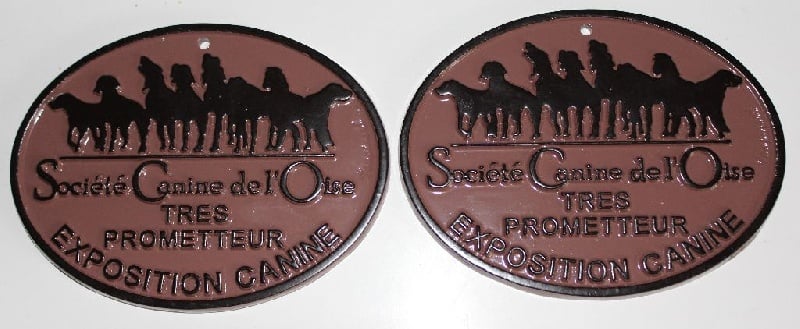 Société Canine de l'Oise
TRES
PROMETTEUR
EXPOSITION CANINE
Société Canine de l'Oise
TRES
PROMETTEUR
EXPOSITION CANINE